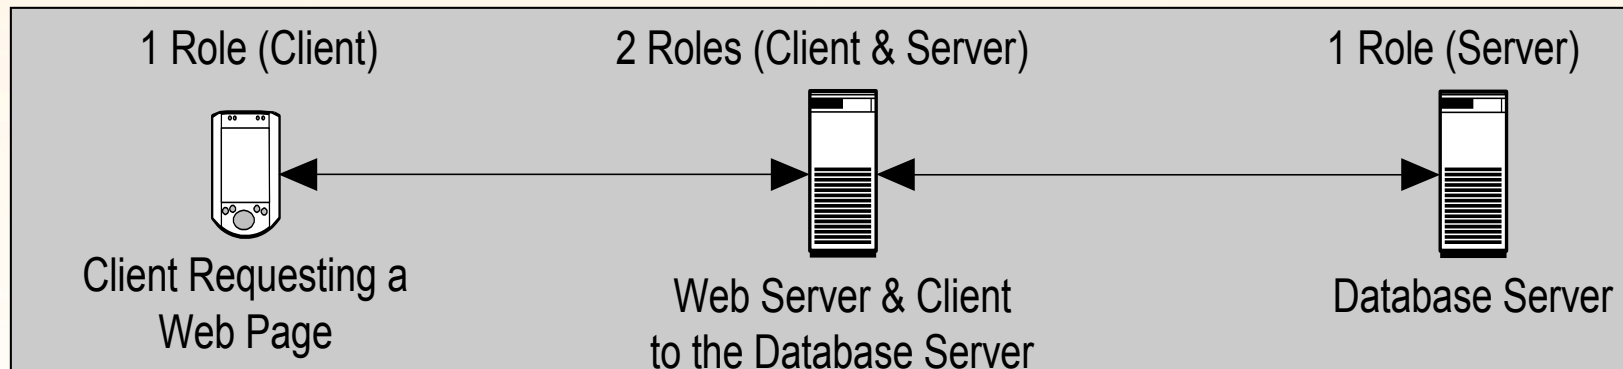 1 Role (Client)
2 Roles (Client & Server)
1 Role (Server)
Client Requesting a
Web Page
Web Server & Client
to the Database Server
Database Server